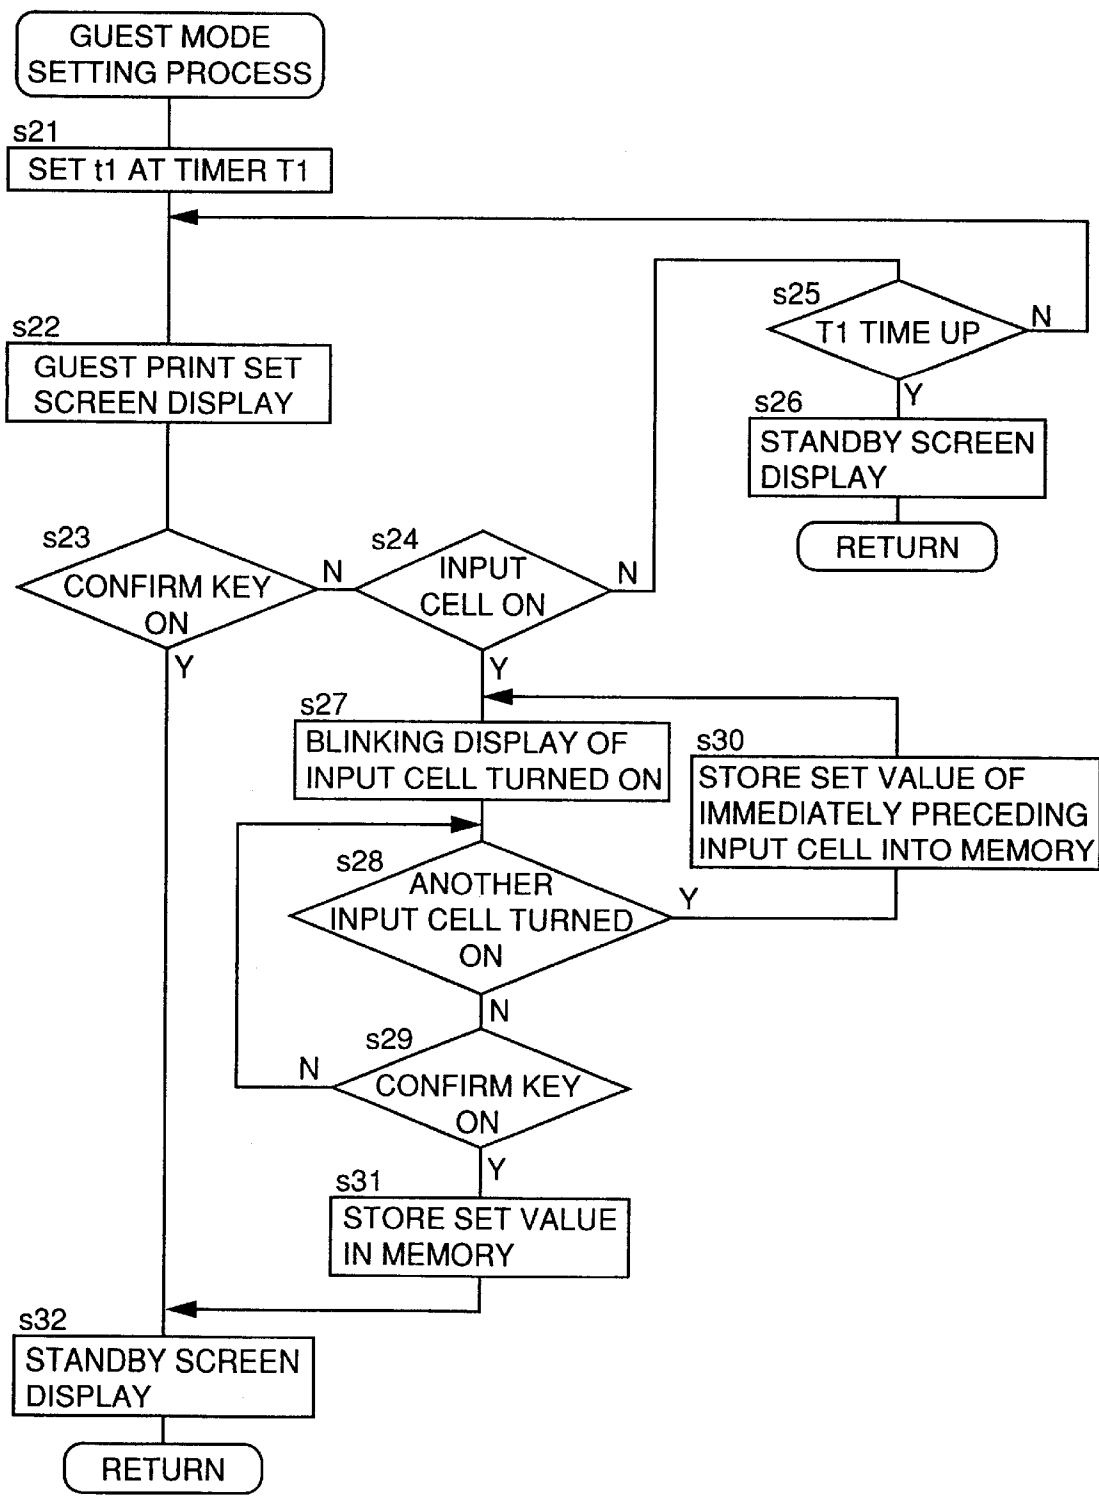 GUEST MODE
SETTING PROCESS
s21
SET t1 AT TIMER T1
s22
GUEST PRINT SET
SCREEN DISPLAY
s25
T1 TIME UP
N
Y
s26
STANDBY SCREEN
DISPLAY
RETURN
s23
CONFIRM KEY
ON
N
Y
s24
INPUT
CELL ON
N
Y
s27
BLINKING DISPLAY OF
INPUT CELL TURNED ON
s30
STORE SET VALUE OF
IMMEDIATELY PRECEDING
INPUT CELL INTO MEMORY
s28
ANOTHER
INPUT CELL TURNED
ON
Y
N
s29
CONFIRM KEY
ON
N
Y
s31
STORE SET VALUE
IN MEMORY
s32
STANDBY SCREEN
DISPLAY
RETURN